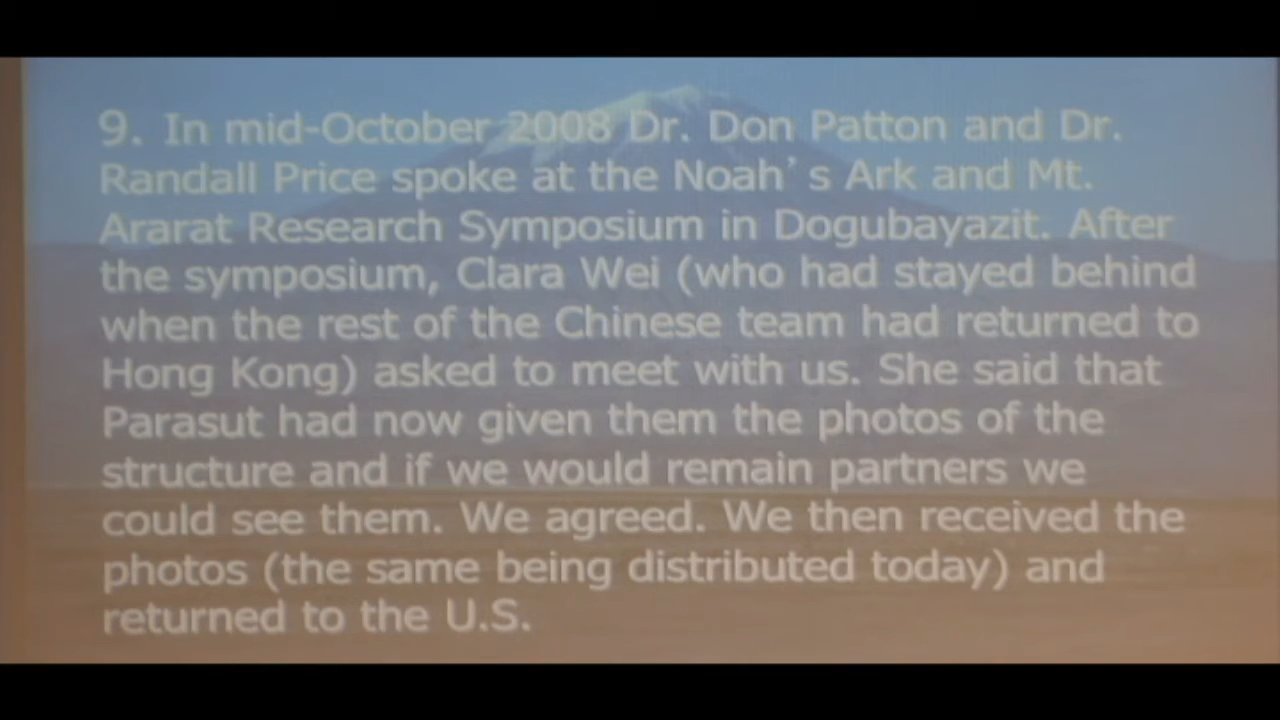 9. In mid-October 2008 Dr. Don Patton and Dr.
Randall Price spoke at the Noah’s Ark and Mt.
Ararat Research Symposium in Dogubayazit. After
the symposium, Clara Wei (who had stayed behind
when the rest of the Chinese team had returned to
Hong Kong) asked to meet with us. She said that
Parasut had now given them the photos of the
structure and if we would remain partners we
could see them. We agreed. We then received the
photos (the same being distributed today) and
returned to the U.S.